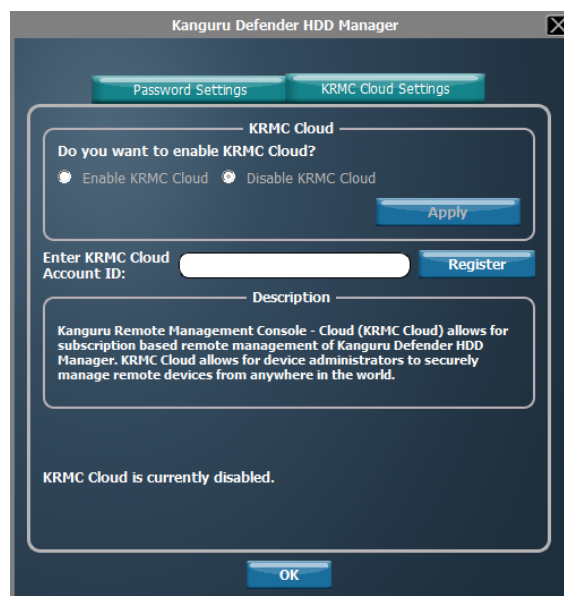 Kanguru Defender HDD Manager
Password Settings
KRMC Cloud Settings
KRMC Cloud
Do you want to enable KRMC Cloud?
Enable KRMC Cloud Disable KRMC Cloud
Apply
Enter KRMC Cloud
Account ID:
Register
Description
Kanguru Remote Management Console - Cloud (KRMC Cloud) allows for
subscription based remote management of Kanguru Defender HDD
Manager. KRMC Cloud allows for device administrators to securely
manage remote devices from anywhere in the world.
KRMC Cloud is currently disabled.
OK